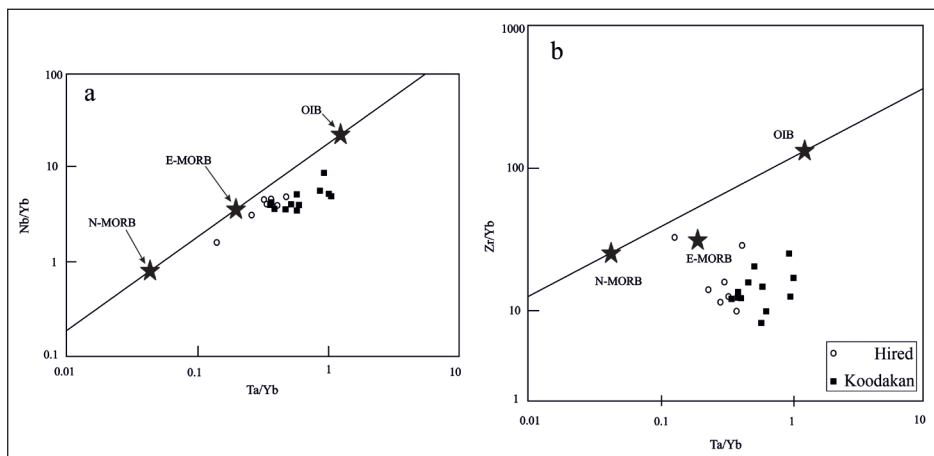 a
100
10
1
0.1
Nb/Yb
OIB
E-MORB
N-MORB
0.01
0.1
1
10
Ta/Yb
b
1000
100
10
1
Zr/Yb
OIB
N-MORB
E-MORB
Hired
Koodakan
0.01
0.1
1
10
Ta/Yb